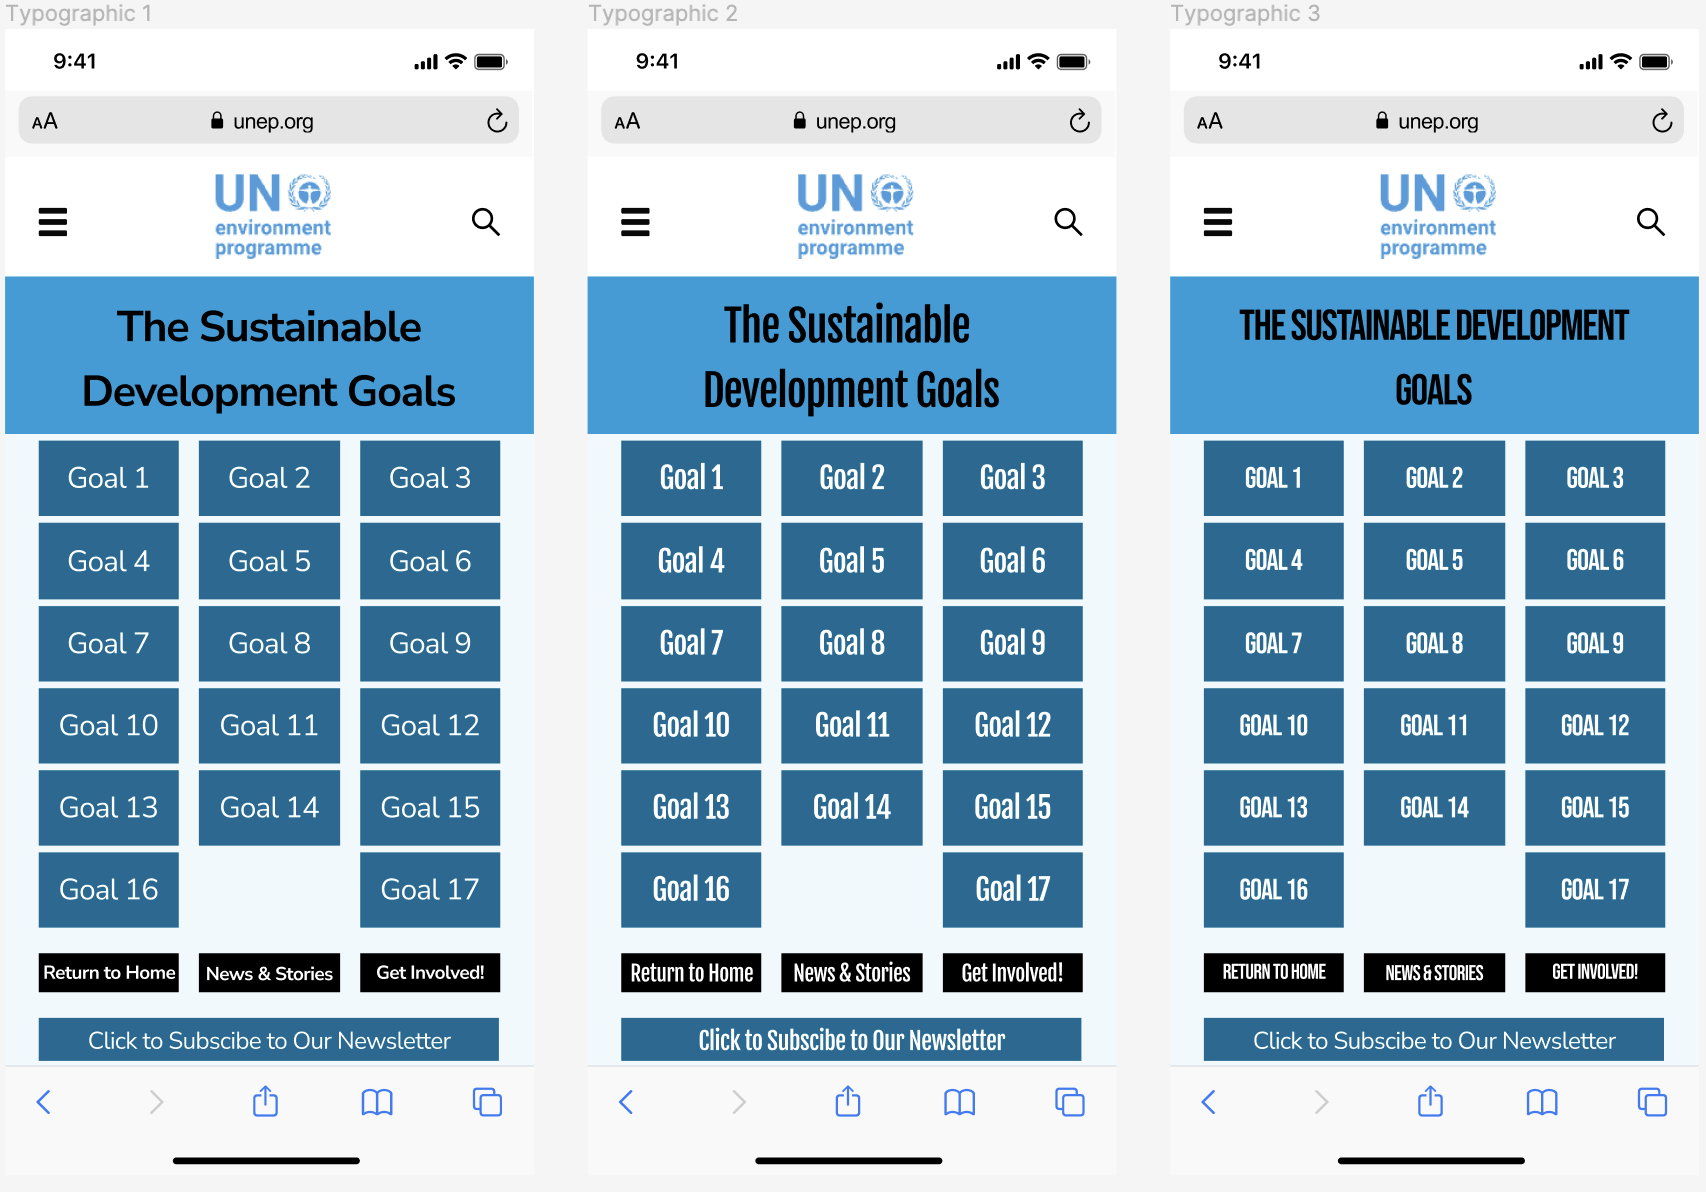 Typographic 1
9:41
AA unep.org
UN
environment
programme
The Sustainable
Development Goals
Goal 1 Goal 2 Goal 3
Goal 4 Goal 5 Goal 6
Goal 7 Goal 8 Goal 9
Goal 10 Goal 11 Goal 12
Goal 13 Goal 14 Goal 15
Goal 16 Goal 17
Return to Home News & Stories Get Involved!
Click to Subscibe to Our Newsletter
Typographic 2
9:41
AA unep.org
UN
environment
programme
The Sustainable
Development Goals
Goal 1 Goal 2 Goal 3
Goal 4 Goal 5 Goal 6
Goal 7 Goal 8 Goal 9
Goal 10 Goal 11 Goal 12
Goal 13 Goal 14 Goal 15
Goal 16 Goal 17
Return to Home News & Stories Get Involved!
Click to Subscibe to Our Newsletter
Typographic 3
9:41
AA unep.org
UN
environment
programme
THE SUSTAINABLE DEVELOPMENT
GOALS
GOAL 1 GOAL 2 GOAL 3
GOAL 4 GOAL 5 GOAL 6
GOAL 7 GOAL 8 GOAL 9
GOAL 10 GOAL 11 GOAL 12
GOAL 13 GOAL 14 GOAL 15
GOAL 16 GOAL 17
RETURN TO HOME NEWS & STORIES GET INVOLVED!
Click to Subscibe to Our Newsletter